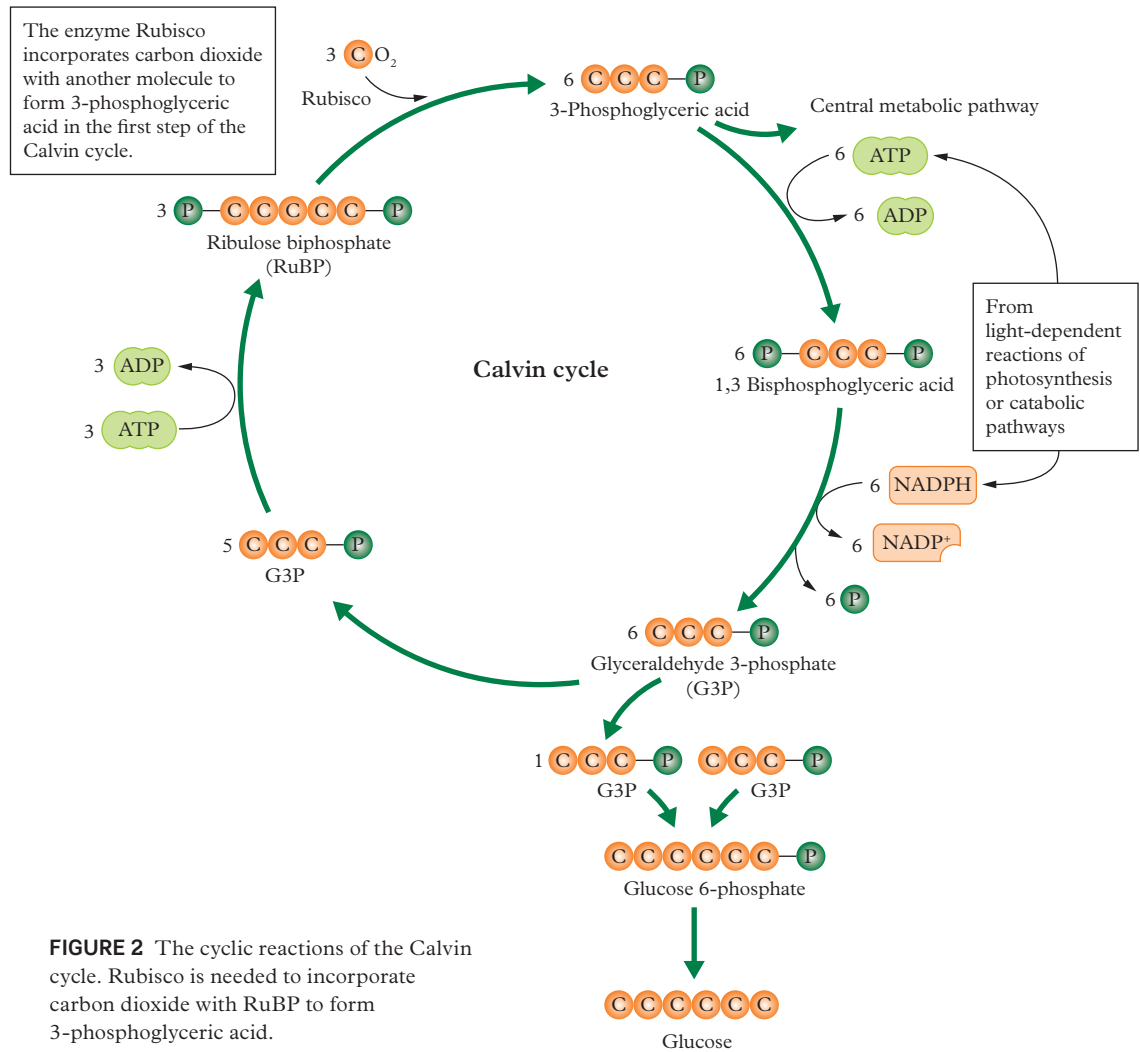 The enzyme Rubisco
incorporates carbon dioxide
with another molecule to
form 3-phosphoglyceric
acid in the first step of the
Calvin cycle.
3 C O₂
Rubisco
6 C C C P
3-Phosphoglyceric acid
Central metabolic pathway
6 ATP
6 ADP
3 P C C C C C P
Ribulose biphosphate
(RuBP)
From
light-dependent
reactions of
photosynthesis
or catabolic
pathways
6 P C C C P
1,3 Bisphosphoglyceric acid
Calvin cycle
3 ADP
3 ATP
6 NADPH
6 NADP⁺
6 P
5 C C C P
G3P
6 C C C P
Glyceraldehyde 3-phosphate
(G3P)
1 C C C P
G3P
C C C P
G3P
C C C C C C P
Glucose 6-phosphate
C C C C C C
Glucose
FIGURE 2 The cyclic reactions of the Calvin
cycle. Rubisco is needed to incorporate
carbon dioxide with RuBP to form
3-phosphoglyceric acid.